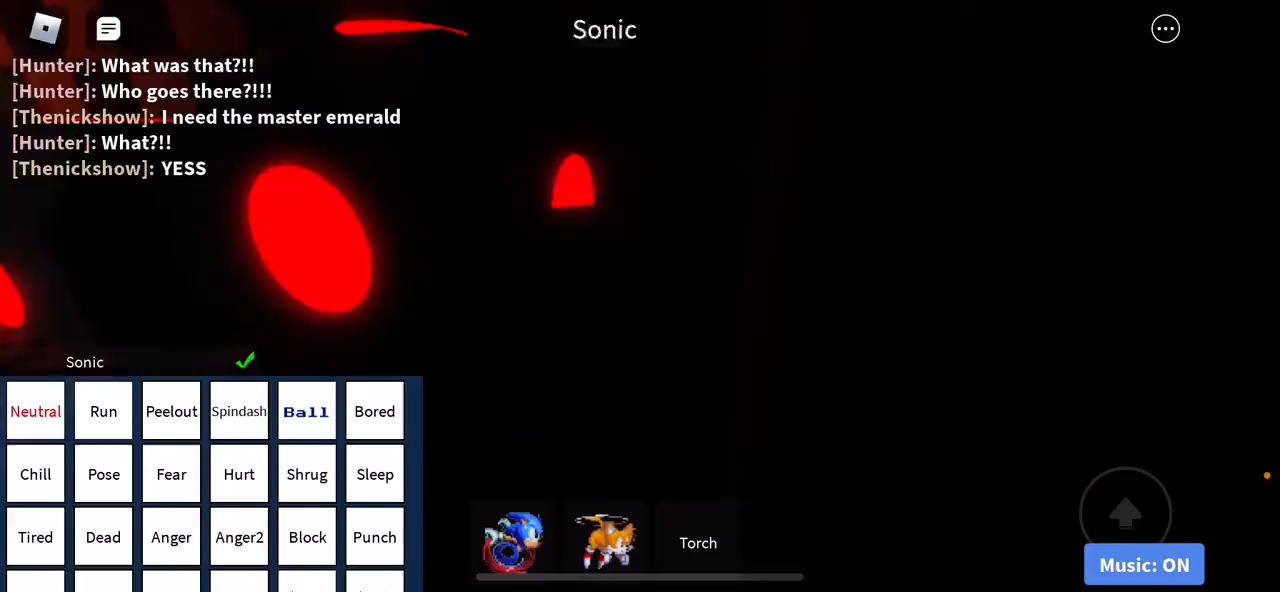 Sonic
[Hunter]: What was that?!!
[Hunter]: Who goes there?!!!
[Thenickshow]: I need the master emerald
[Hunter]: What?!!
[Thenickshow]: YESS
Sonic
Neutral Run Peelout Spindash Ball Bored
Chill Pose Fear Hurt Shrug Sleep
Tired Dead Anger Anger2 Block Punch
Torch
Music: ON